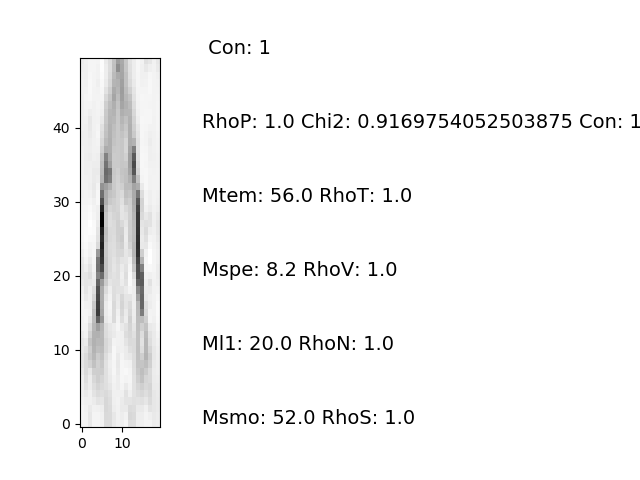 Con: 1
RhoP: 1.0 Chi2: 0.9169754052503875 Con: 1
Mtem: 56.0 RhoT: 1.0
Mspe: 8.2 RhoV: 1.0
Ml1: 20.0 RhoN: 1.0
Msmo: 52.0 RhoS: 1.0
40
30
20
10
0
0 10